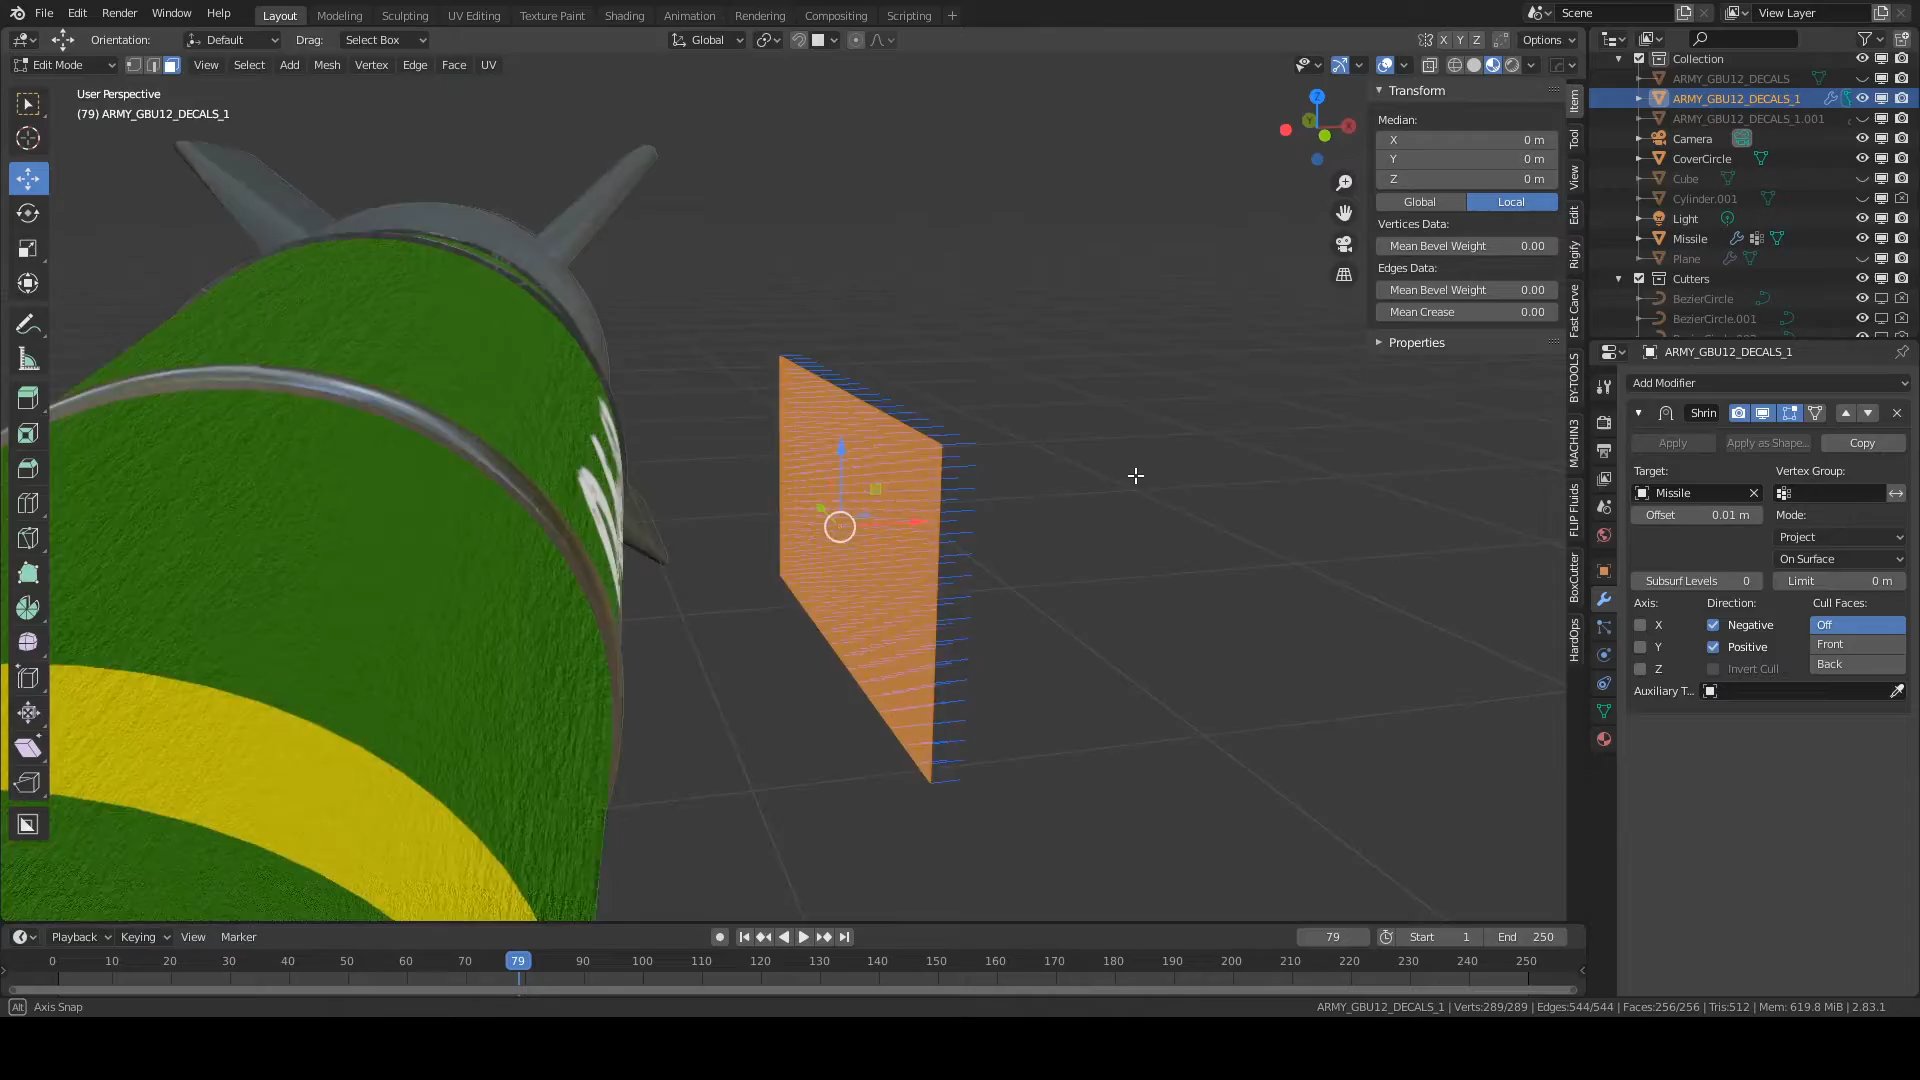 File Edit Render Window Help Layout Modeling Sculpting UV Editing Texture Paint Shading Animation Rendering Compositing Scripting + Scene View Layer
Orientation: Default Drag: Select Box Global X Y Z Options
Edit Mode View Select Add Mesh Vertex Edge Face UV
User Perspective
(79) ARMY_GBU12_DECALS_1
Transform
Median:
X 0 m
Y 0 m
Z 0 m
Global Local
Vertices Data:
Mean Bevel Weight 0.00
Edges Data:
Mean Bevel Weight 0.00
Mean Crease 0.00
Properties
Item
Tool
View
Edit
Rigify
Fast Carve
BY-TOOLS
MACHIN3
FLIP Fluids
BoxCutter
HardOps
Collection
ARMY_GBU12_DECALS
ARMY_GBU12_DECALS_1
ARMY_GBU12_DECALS_1.001
Camera
CoverCircle
Cube
Cylinder.001
Light
Missile
Plane
Cutters
BezierCircle
BezierCircle.001
ARMY_GBU12_DECALS_1
Add Modifier
Shrin
Apply Apply as Shape... Copy
Target: Vertex Group:
Missile
Offset 0.01 m Mode:
Project
On Surface
Subsurf Levels 0 Limit 0 m
Axis: Direction: Cull Faces:
X Negative Off
Y Positive Front
Z Invert Cull Back
Auxiliary T...
Playback Keying View Marker 79 Start 1 End 250
0 10 20 30 40 50 60 70 79 90 100 110 120 130 140 150 160 170 180 190 200 210 220 230 240 250
Alt Axis Snap ARMY_GBU12_DECALS_1 | Verts:289/289 | Edges:544/544 | Faces:256/256 | Tris:512 | Mem: 619.8 MiB | 2.83.1